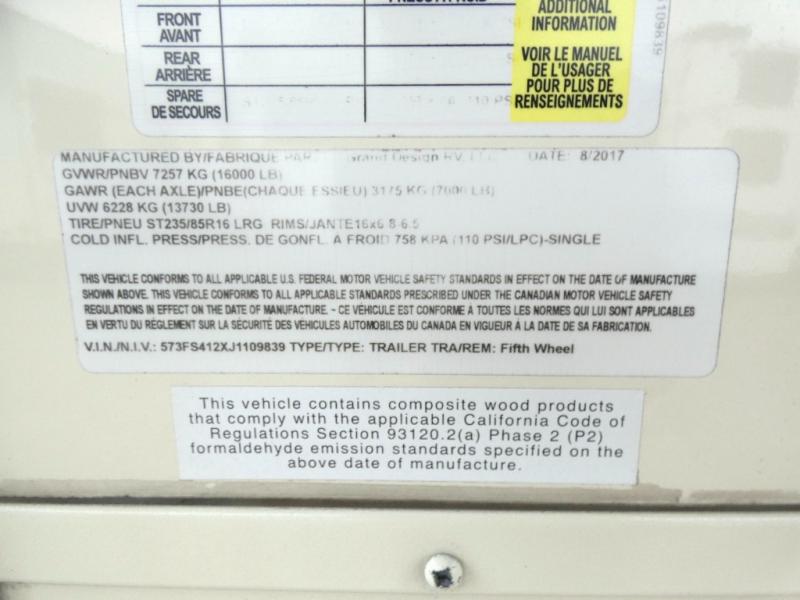 ADDITIONAL
INFORMATION
FRONT
AVANT
VOIR LE MANUEL
DE L'USAGER
POUR PLUS DE
RENSEIGNEMENTS
REAR
ARRIÈRE
SPARE
DE SECOURS
110 PS
1109839
MANUFACTURED BY/FABRIQUE PAR Grand Design RV, LLC DATE: 8/2017
GVWR/PNBV 7257 KG (16000 LB)
GAWR (EACH AXLE)/PNBE(CHAQUE ESSIEU) 3175 KG (7000 LB)
UVW 6228 KG (13730 LB)
TIRE/PNEU ST235/85R16 LRG RIMS/JANTE16x6 8-6.5
COLD INFL. PRESS/PRESS. DE GONFL. A FROID 758 KPA (110 PSI/LPC)-SINGLE
THIS VEHICLE CONFORMS TO ALL APPLICABLE U.S. FEDERAL MOTOR VEHICLE SAFETY STANDARDS IN EFFECT ON THE DATE OF MANUFACTURE
SHOWN ABOVE. THIS VEHICLE CONFORMS TO ALL APPLICABLE STANDARDS PRESCRIBED UNDER THE CANADIAN MOTOR VEHICLE SAFETY
REGULATIONS IN EFFECT ON THE DATE OF MANUFACTURE. - CE VÉHICULE EST CONFORME À TOUTES LES NORMES QUI LUI SONT APPLICABLES
EN VERTU DU RÈGLEMENT SUR LA SÉCURITÉ DES VÉHICULES AUTOMOBILES DU CANADA EN VIGUEUR À LA DATE DE SA FABRICATION.
V.I.N./N.I.V.: 573FS412XJ1109839 TYPE/TYPE: TRAILER TRA/REM: Fifth Wheel
This vehicle contains composite wood products
that comply with the applicable California Code of
Regulations Section 93120.2(a) Phase 2 (P2)
formaldehyde emission standards specified on the
above date of manufacture.